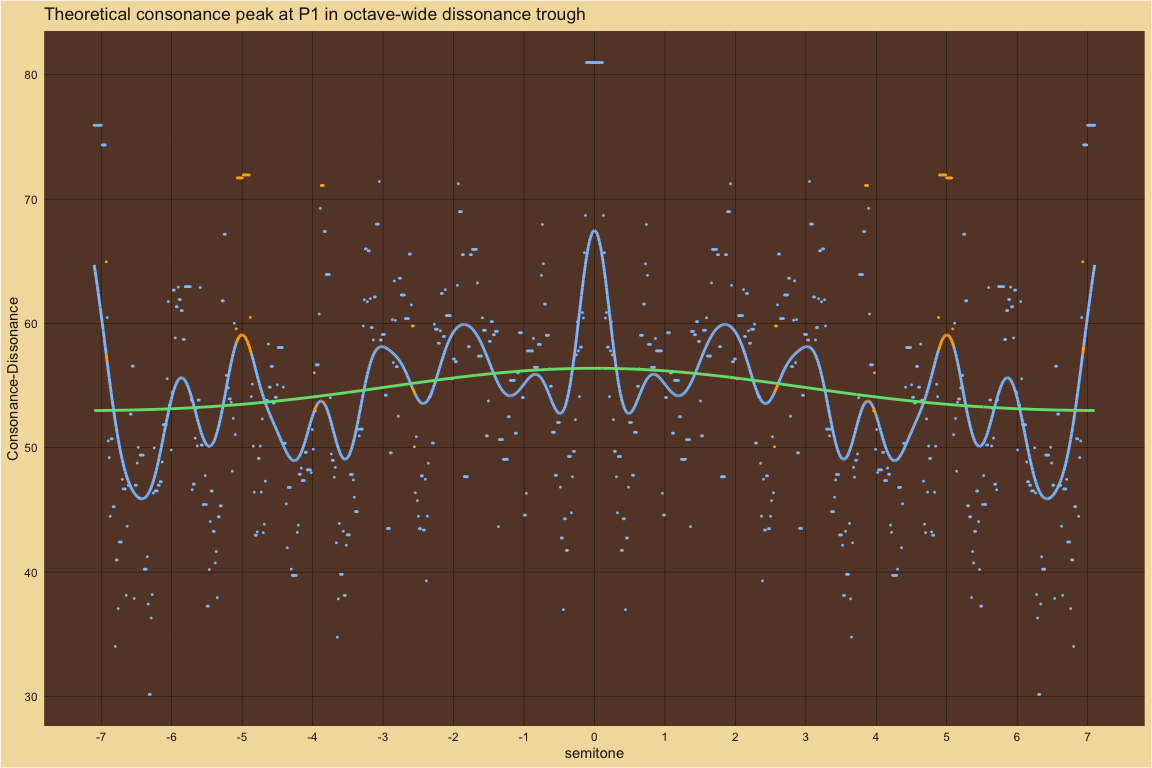 Theoretical consonance peak at P1 in octave-wide dissonance trough
Consonance-Dissonance
80
70
60
50
40
30
-7 -6 -5 -4 -3 -2 -1 0 1 2 3 4 5 6 7
semitone